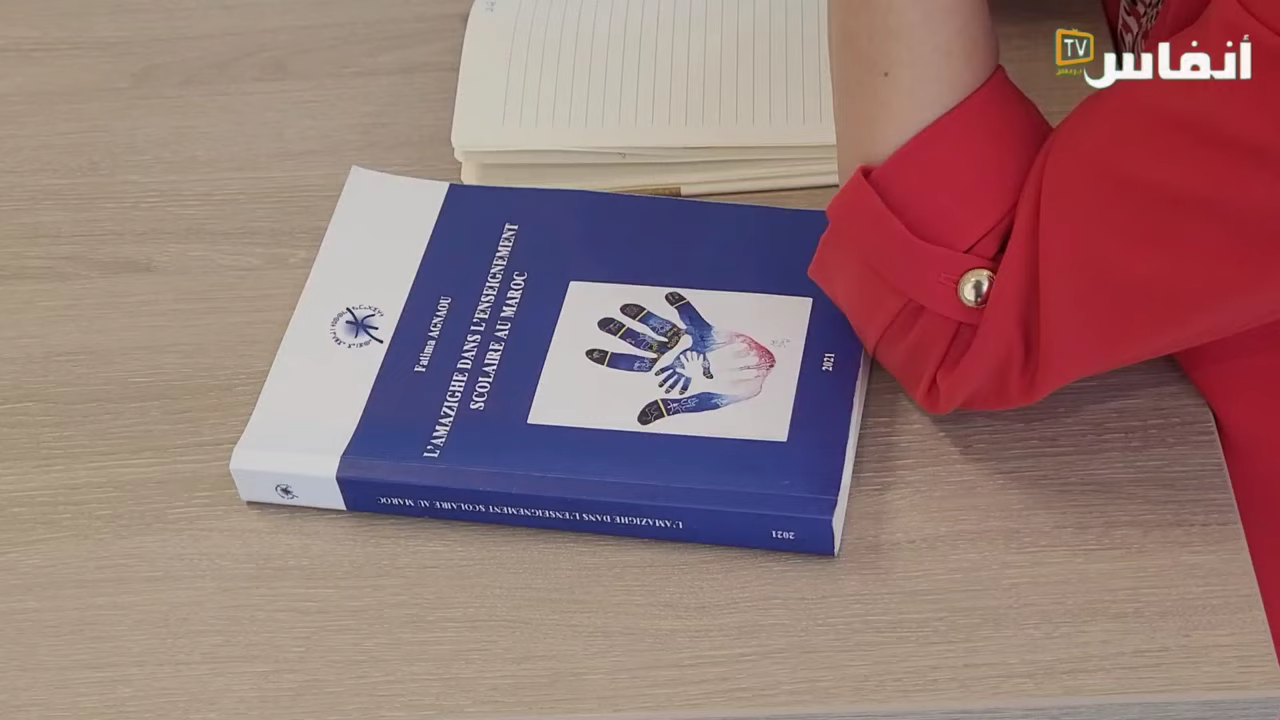 TV
أنفاس
Fatima AGNAOU
L'AMAZIGHE DANS L'ENSEIGNEMENT
SCOLAIRE AU MAROC
2021
L'AMAZIGHE DANS L'ENSEIGNEMENT SCOLAIRE AU MAROC
2021